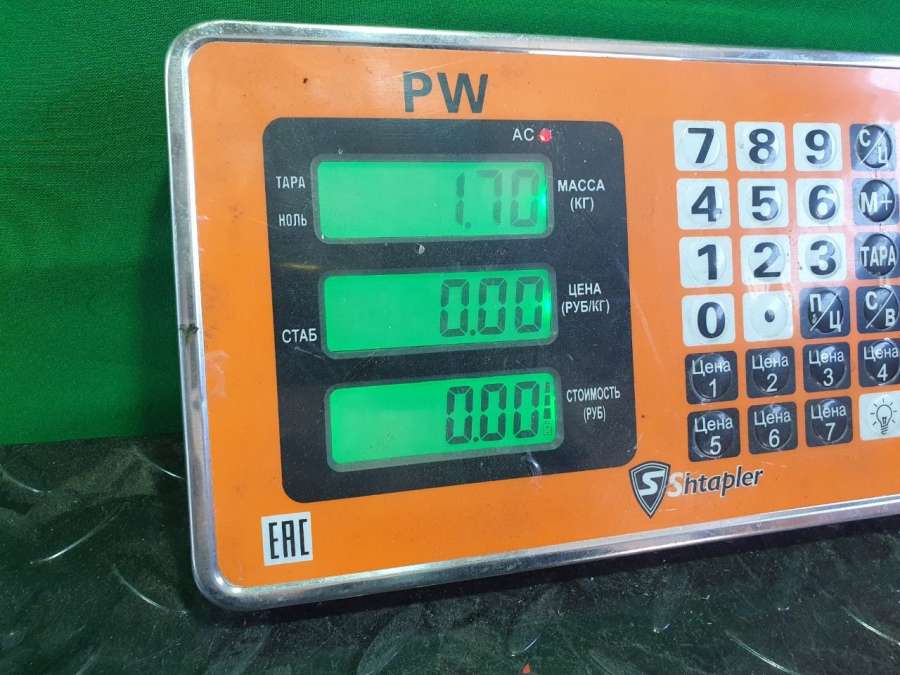 PW
AC
ТАРА
НОЛЬ
1.70
МАССА
(КГ)
СТАБ
0.00
ЦЕНА
(РУБ/КГ)
0.00
СТОИМОСТЬ
(РУБ)
7 8 9 С/Ц
4 5 6 М+
1 2 3 ТАРА
0 . П/Ц С/В
Цена 1 Цена 2 Цена 3 Цена 4
Цена 5 Цена 6 Цена 7
S Shtapler
EAC